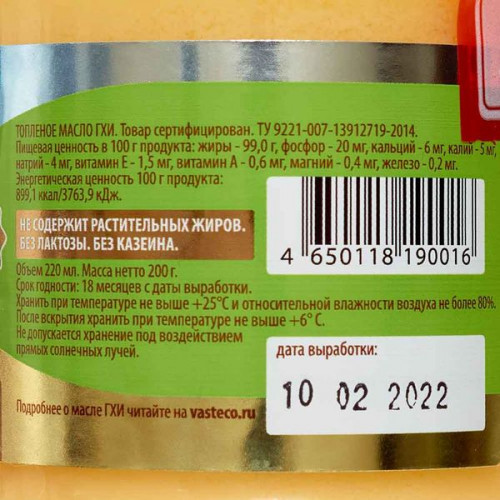 ТОПЛЕНОЕ МАСЛО ГХИ. Товар сертифицирован. ТУ 9221-007-13912719-2014.
Пищевая ценность в 100 г продукта: жиры - 99,0 г, фосфор - 20 мг, кальций - 6 мг, калий - 5 мг,
натрий - 4 мг, витамин Е - 1,5 мг, витамин А - 0,6 мг, магний - 0,4 мг, железо - 0,2 мг.
Энергетическая ценность 100 г продукта:
899,1 ккал/3763,9 кДж.
НЕ СОДЕРЖИТ РАСТИТЕЛЬНЫХ ЖИРОВ.
БЕЗ ЛАКТОЗЫ. БЕЗ КАЗЕИНА.
4 650118 190016
Объем 220 мл. Масса нетто 200 г.
Срок годности: 18 месяцев с даты выработки.
Хранить при температуре не выше +25°C и относительной влажности воздуха не более 80%.
После вскрытия хранить при температуре не выше +6° C.
Не допускается хранение под воздействием
прямых солнечных лучей.
дата выработки:
10 02 2022
Подробнее о масле ГХИ читайте на vasteco.ru